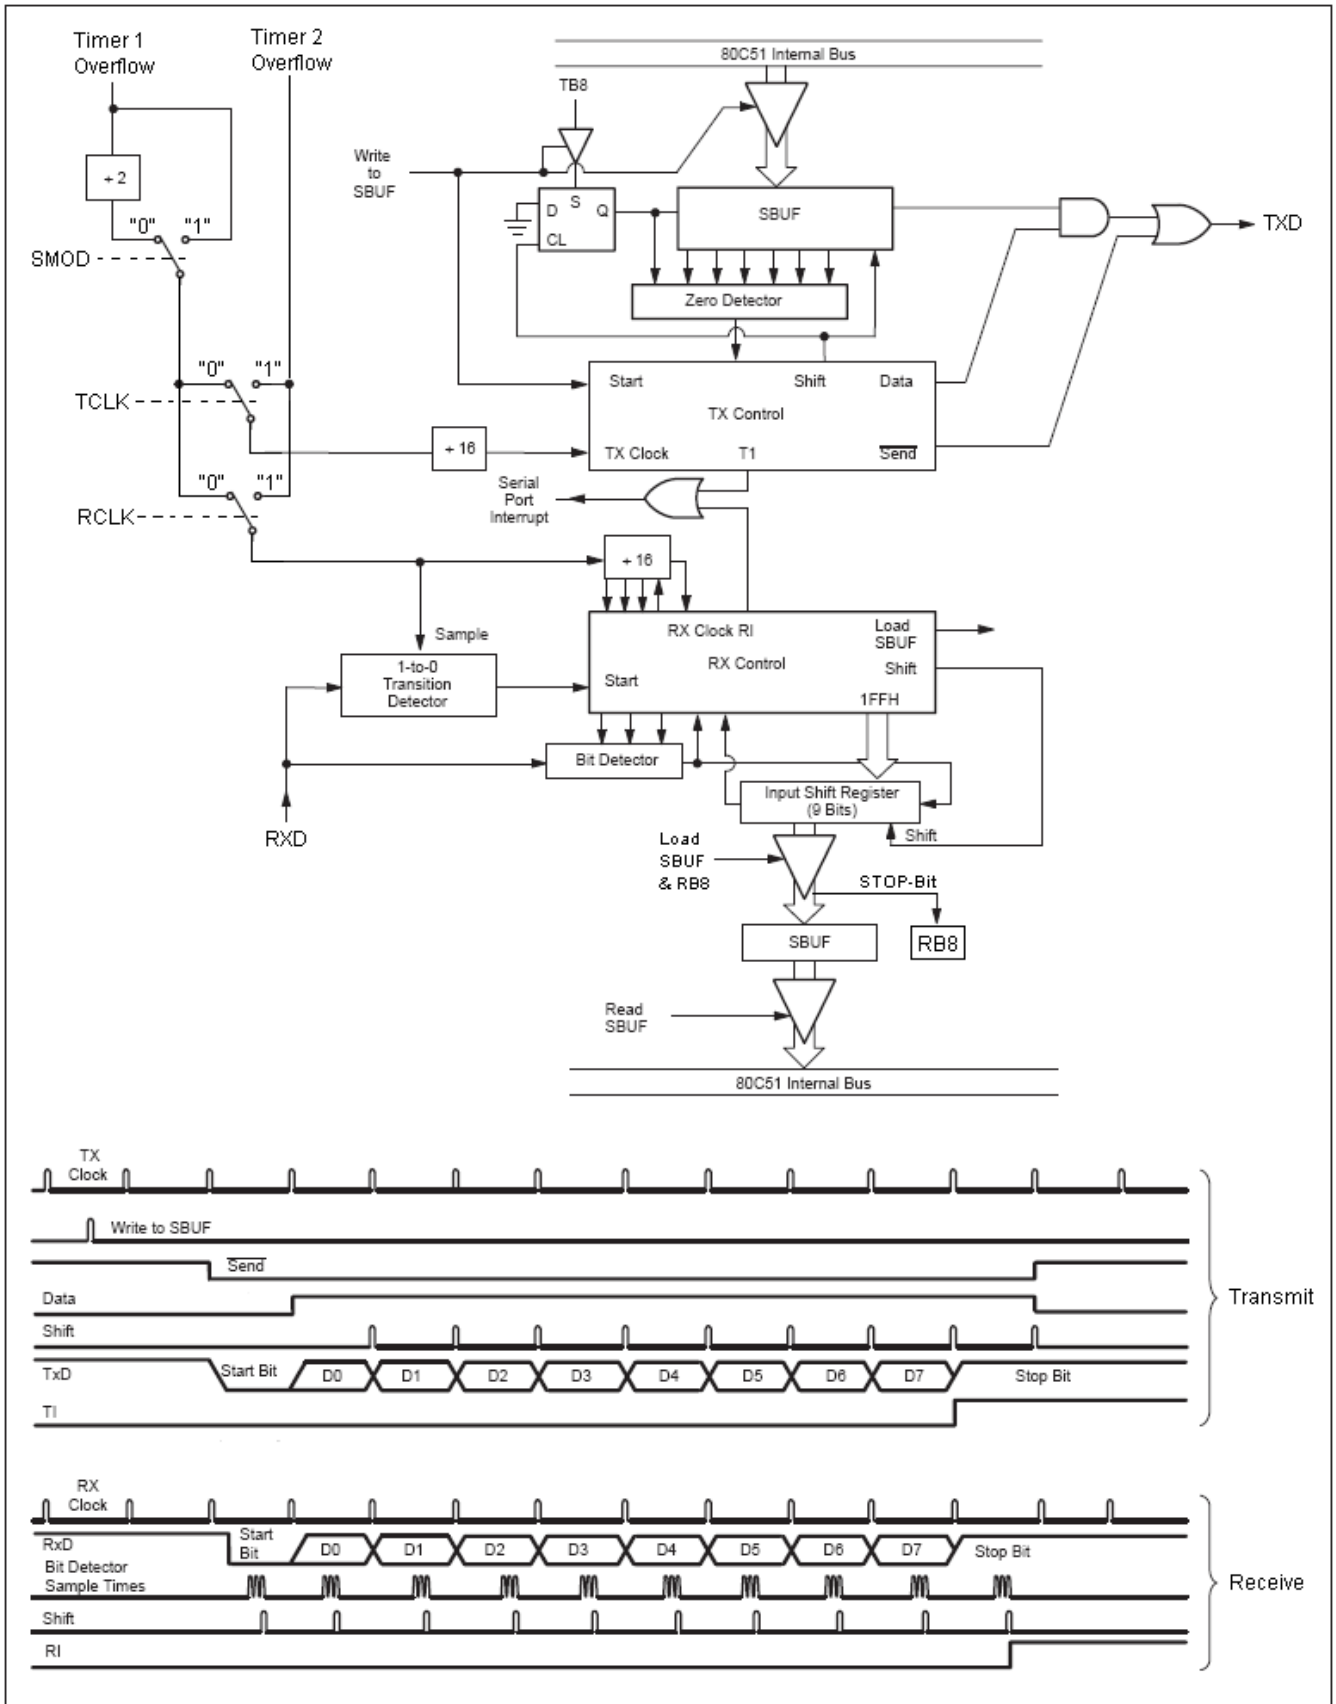 Timer 1
Overflow
Timer 2
Overflow
80C51 Internal Bus
TB8
÷ 2
Write
to
SBUF
"0" "1"
SMOD
D S Q
CL
SBUF
TXD
Zero Detector
"0" "1"
TCLK
Start Shift Data
TX Control
÷ 16
TX Clock T1 Send
"0" "1"
RCLK
Serial
Port
Interrupt
÷ 16
Sample
RX Clock RI Load
SBUF
RX Control
Shift
Start
1FFH
1-to-0
Transition
Detector
Bit Detector
Input Shift Register
(9 Bits)
RXD
Shift
Load
SBUF
& RB8
STOP-Bit
SBUF
RB8
Read
SBUF
80C51 Internal Bus
TX
Clock
Write to SBUF
Send
Data
Transmit
Shift
TxD Start Bit D0 D1 D2 D3 D4 D5 D6 D7 Stop Bit
TI
RX
Clock
RxD Start
Bit D0 D1 D2 D3 D4 D5 D6 D7 Stop Bit
Bit Detector
Sample Times
Receive
Shift
RI